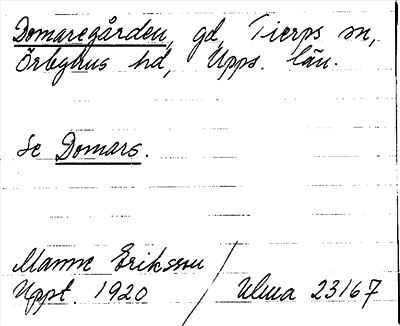 Domaregården, gd, Tierps sn,
Örbyhus hd, Upps. län.
Se Domars.
Manne Eriksson
Uppt. 1920 / Ulma 23167